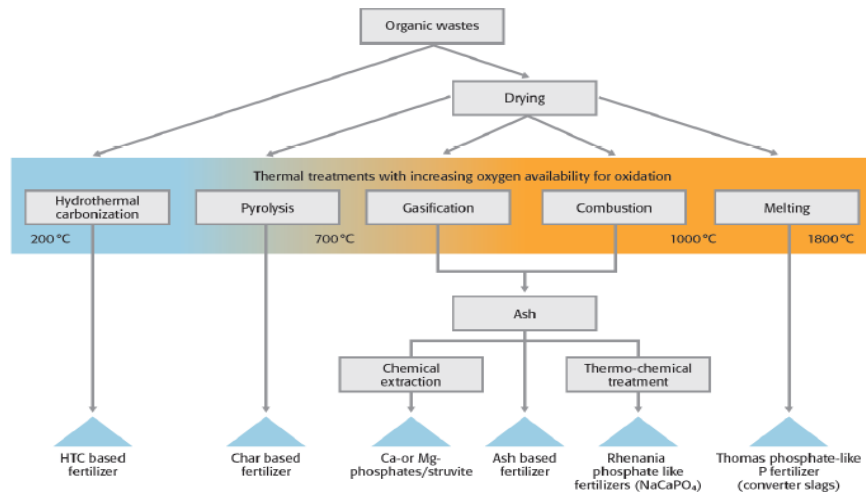 Organic wastes
Drying
Thermal treatments with increasing oxygen availability for oxidation
Hydrothermal
carbonization
Pyrolysis
Gasification
Combustion
Melting
200 °C
700 °C
1000 °C
1800 °C
Ash
Chemical
extraction
Thermo-chemical
treatment
HTC based
fertilizer
Char based
fertilizer
Ca-or Mg-
phosphates/struvite
Ash based
fertilizer
Rhenania
phosphate like
fertilizers (NaCaPO₄)
Thomas phosphate-like
P fertilizer
(converter slags)